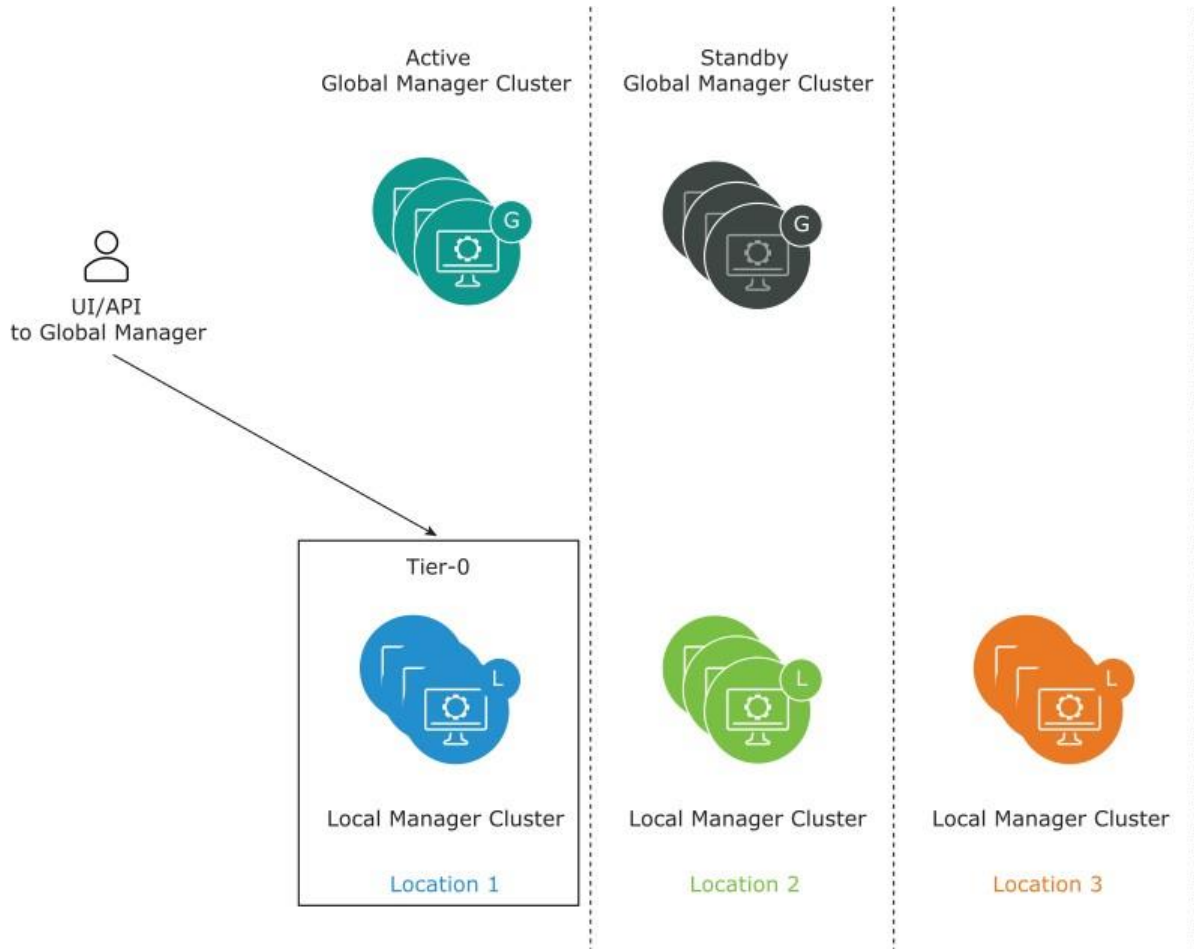 Active
Global Manager Cluster
Standby
Global Manager Cluster
G
G
UI/API
to Global Manager
Tier-0
L
L
L
Local Manager Cluster
Local Manager Cluster
Local Manager Cluster
Location 1
Location 2
Location 3